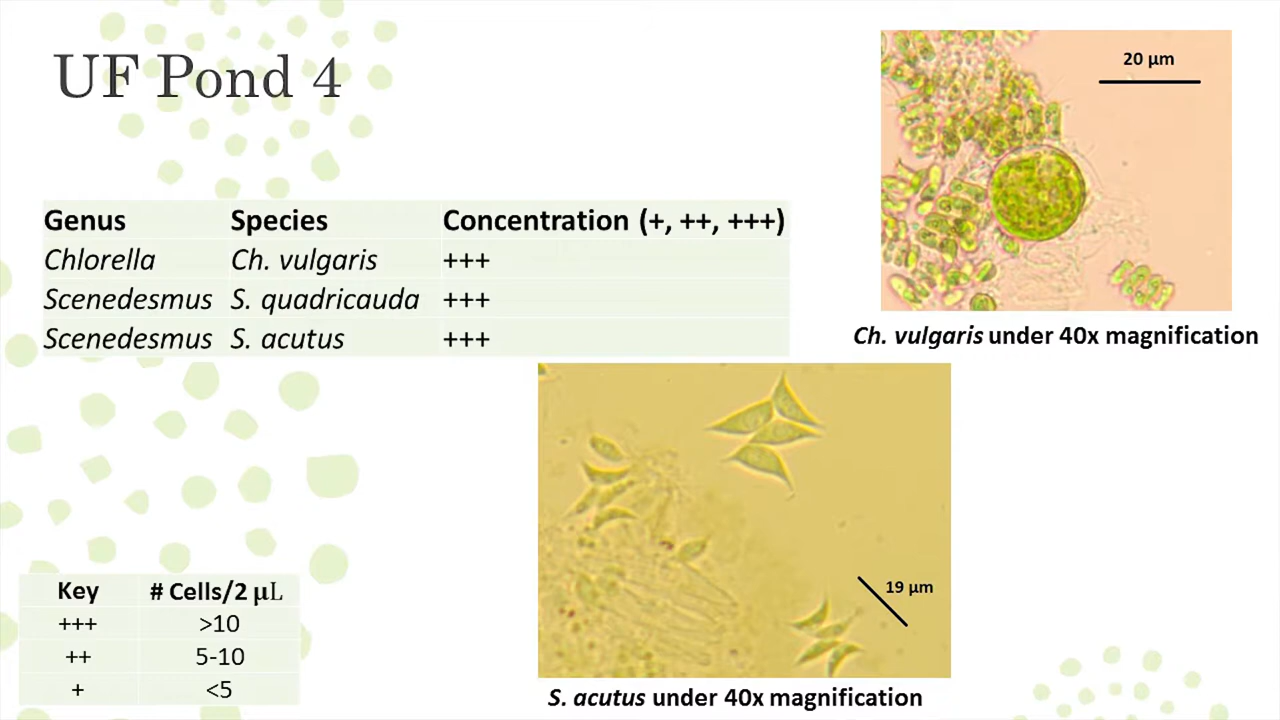 UF Pond 4
20 μm
Genus Species Concentration (+, ++, +++)
Chlorella Ch. vulgaris +++
Scenedesmus S. quadricauda +++
Scenedesmus S. acutus +++
Ch. vulgaris under 40x magnification
19 μm
Key # Cells/2 μL
+++ >10
++ 5-10
+ <5
S. acutus under 40x magnification